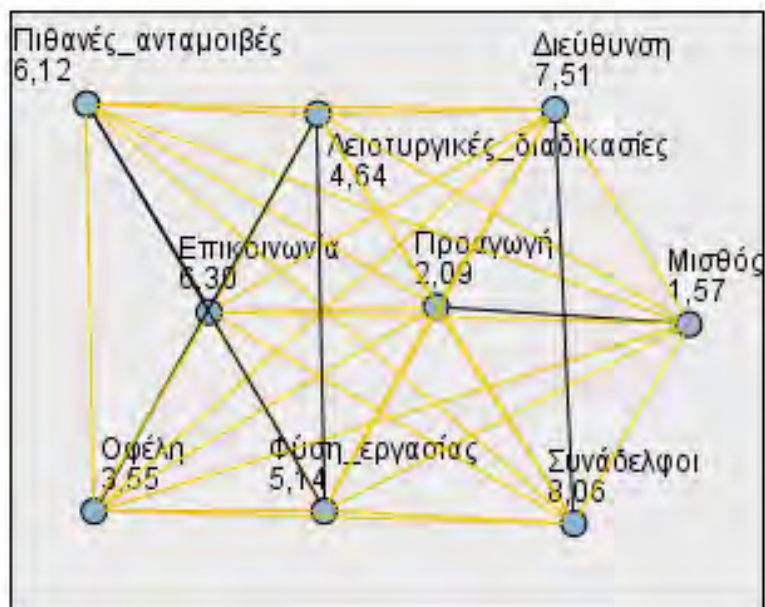 Πιθανές_ανταμοιβές
6,12
Διεύθυνση
7,51
Λειοτυργικές_διαδικασίες
4,64
Επικοινωνία
6,30
Προαγωγή
2,09
Μισθός
1,57
Οφέλη
3,55
Φύση_εργασίας
5,14
Συνάδελφοι
3,06